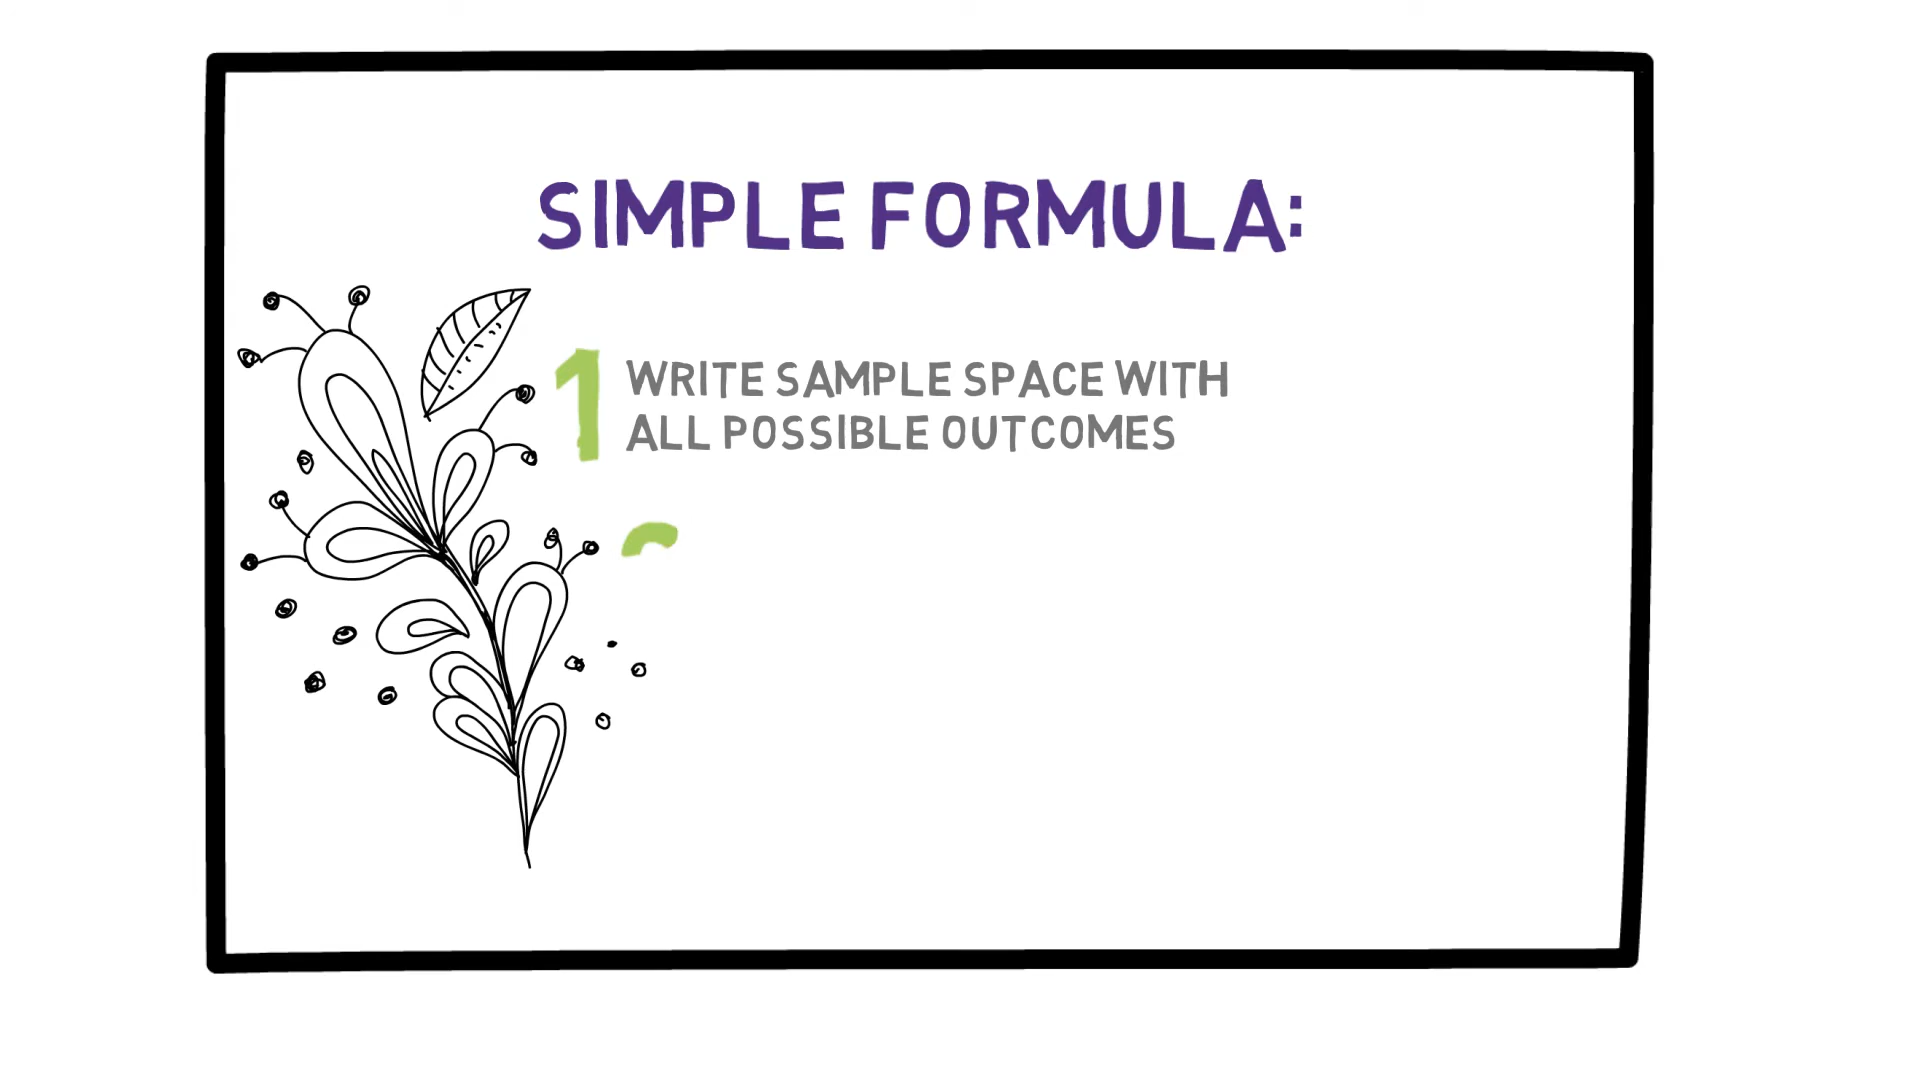 SIMPLE FORMULA:
1 WRITE SAMPLE SPACE WITH
ALL POSSIBLE OUTCOMES